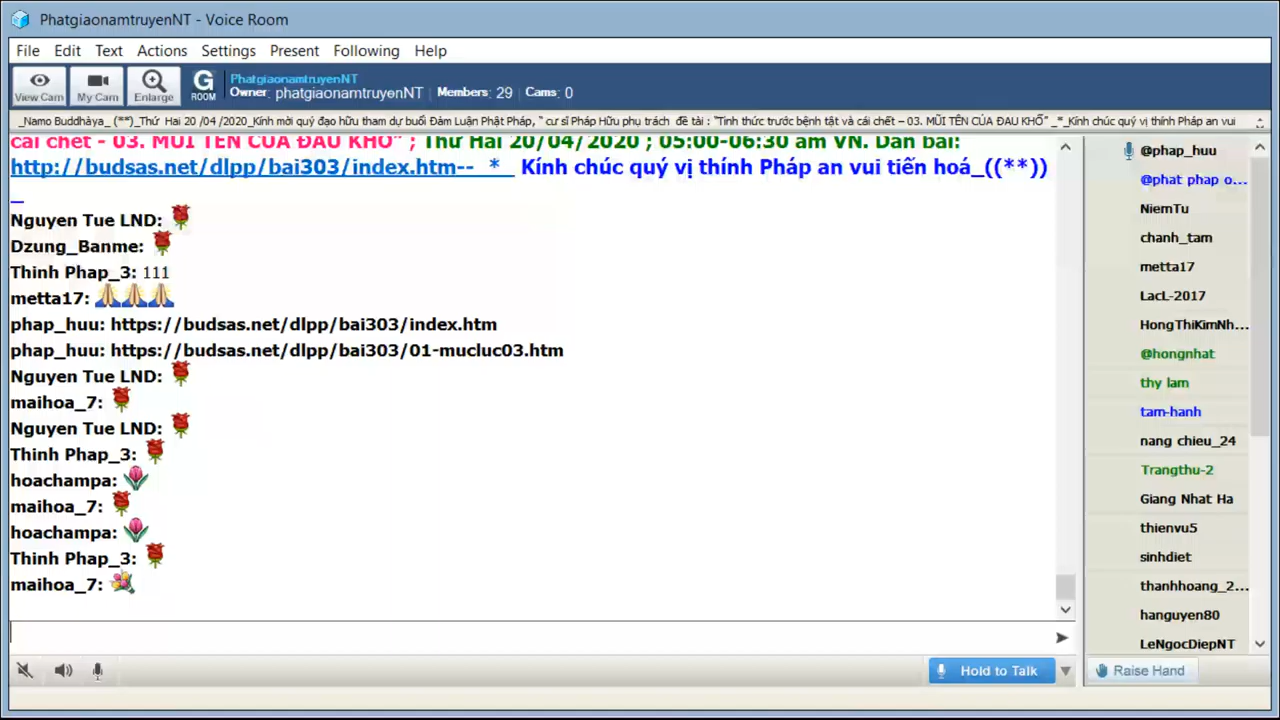 PhatgiaonamtruyenNT - Voice Room
File Edit Text Actions Settings Present Following Help
View Cam My Cam Enlarge G ROOM
PhatgiaonamtruyenNT
Owner: phatgiaonamtruyenNT Members: 29 Cams: 0
_Namo Buddhàya_ (**)_Thứ Hai 20 /04 /2020_Kính mời quý đạo hữu tham dự buổi Đàm Luận Phật Pháp, " cư sĩ Pháp Hữu phụ trách đề tài : "Tỉnh thức trước bệnh tật và cái chết – 03. MŨI TÊN CỦA ĐAU KHỔ" _*_Kính chúc quý vị thính Pháp an vui
cái chết - 03. MŨI TÊN CỦA ĐAU KHỔ" ; Thứ Hai 20/04/2020 ; 05:00-06:30 am VN. Dàn bài:
http://budsas.net/dlpp/bai303/index.htm--_*_ Kính chúc quý vị thính Pháp an vui tiến hoá_((**))
_
Nguyen Tue LND: 🌹
Dzung_Banme: 🌹
Thinh Phap_3: 111
metta17: 🙏🙏🙏
phap_huu: https://budsas.net/dlpp/bai303/index.htm
phap_huu: https://budsas.net/dlpp/bai303/01-mucluc03.htm
Nguyen Tue LND: 🌹
maihoa_7: 🌹
Nguyen Tue LND: 🌹
Thinh Phap_3: 🌹
hoachampa: 🌷
maihoa_7: 🌹
hoachampa: 🌷
Thinh Phap_3: 🌹
maihoa_7: 💐
Hold to Talk
@phap_huu
@phat phap o...
NiemTu
chanh_tam
metta17
LacL-2017
HongThiKimNh...
@hongnhat
thy lam
tam-hanh
nang chieu_24
Trangthu-2
Giang Nhat Ha
thienvu5
sinhdiet
thanhhoang_2...
hanguyen80
LeNgocDiepNT
Raise Hand